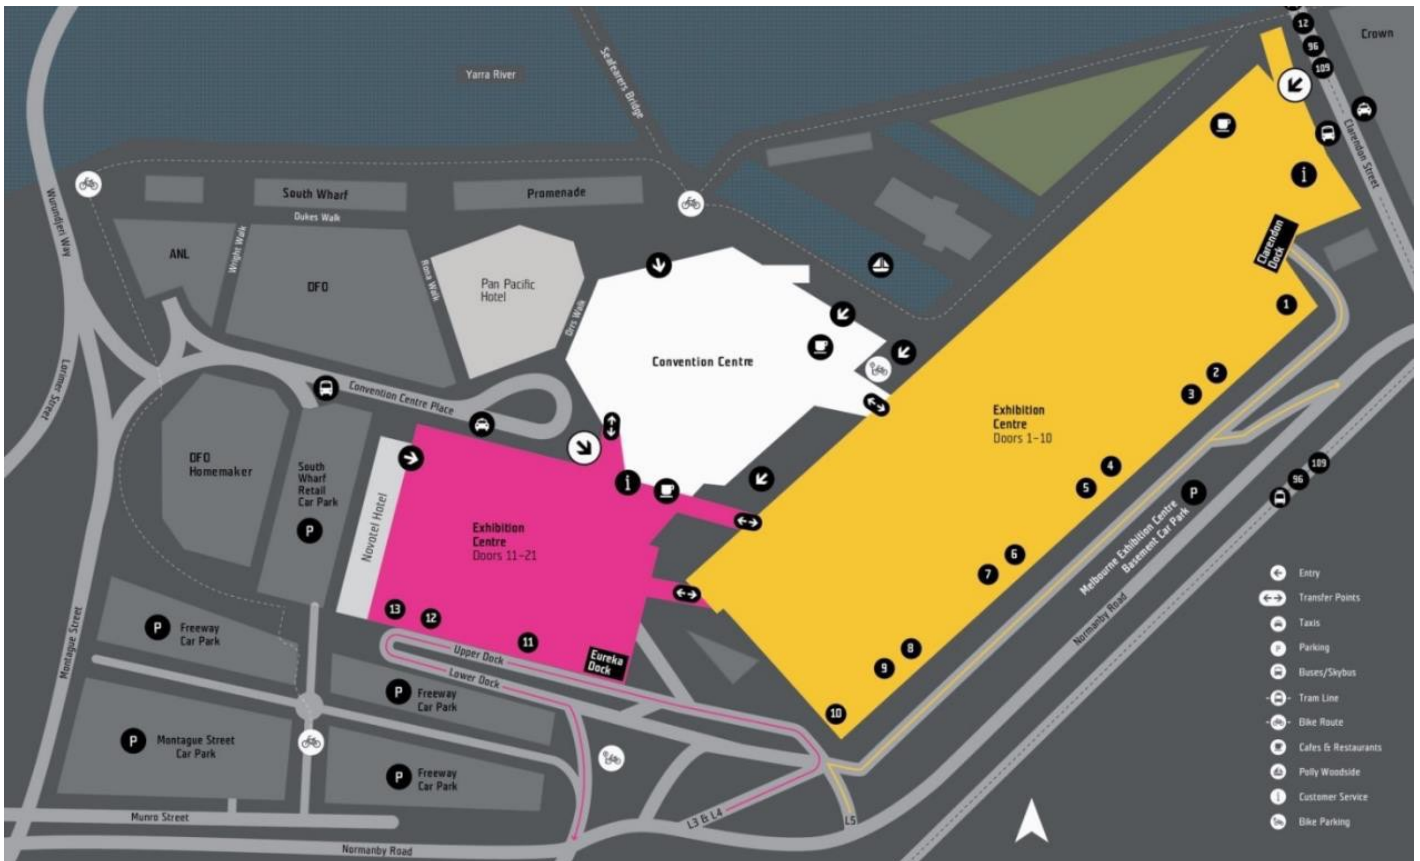 12
Crown
96
109
Yarra River
Seafearers Bridge
Clarendon Street
i
Wurundjeri Way
South Wharf
Promenade
Dukes Walk
ANL
Wright Walk
DFO
Rona Walk
Pan Pacific
Hotel
Orrs Walk
Clarendon
Dock
1
Convention Centre
2
3
Lorimer Street
Convention Centre Place
Exhibition
Centre
Doors 1-10
DFO
Homemaker
South
Wharf
Retail
Car Park
P
Novotel Hotel
i
4
5
109
96
P
Melbourne Exhibition Centre
Basement Car Park
Exhibition
Centre
Doors 11-21
6
7
Normanby Road
Entry
Transfer Points
Taxis
P
Parking
Buses/Skybus
Tram Line
Bike Route
Cafes & Restaurants
Polly Woodside
i
Customer Service
Bike Parking
13
12
11
Upper Dock
Lower Dock
Eureka
Dock
8
9
10
Montague Street
P
Freeway
Car Park
P
Freeway
Car Park
P
Montague Street
Car Park
P
Freeway
Car Park
Munro Street
L3 & L4
L5
Normanby Road